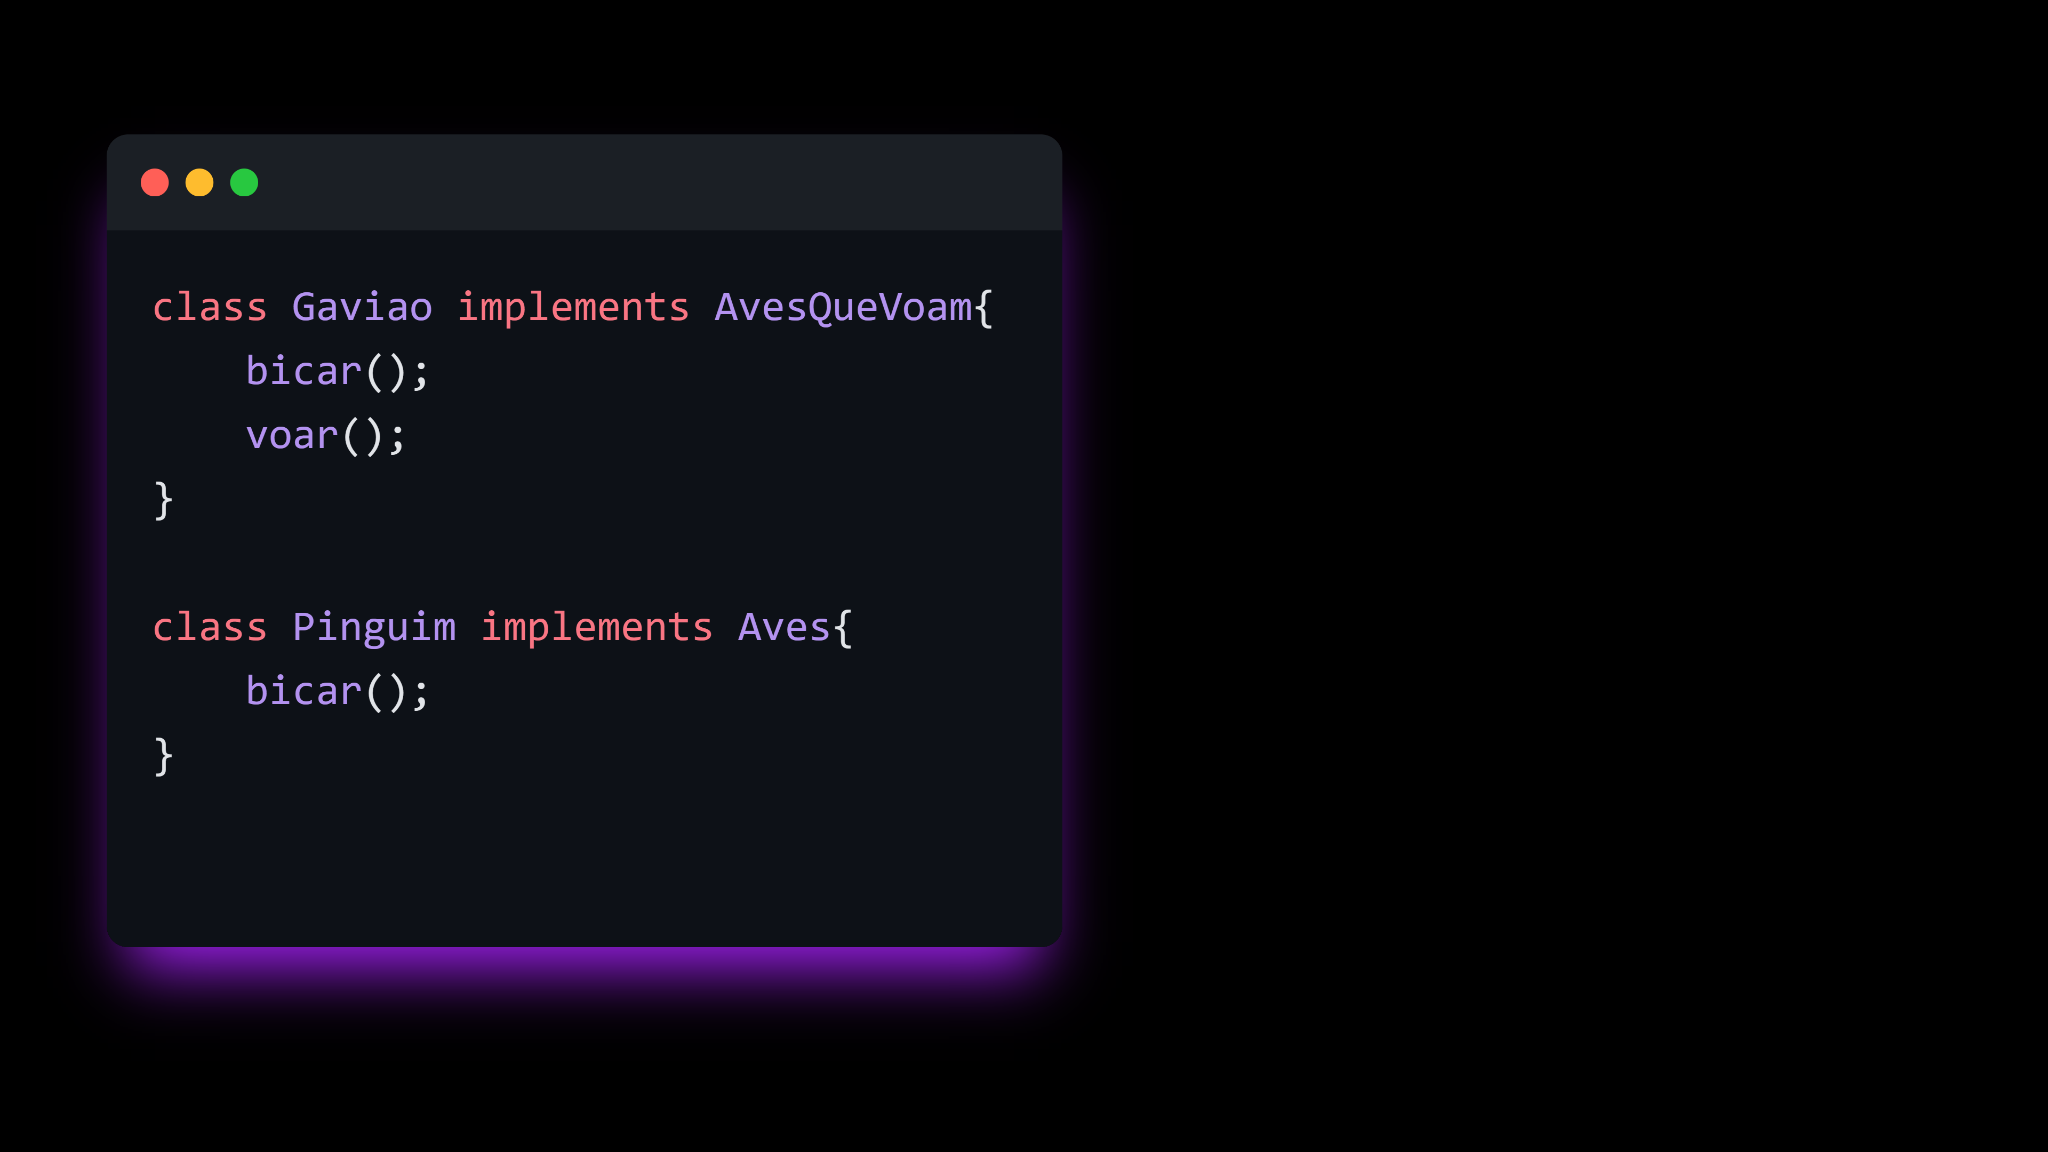 class Gaviao implements AvesQueVoam{
    bicar();
    voar();
}
class Pinguim implements Aves{
    bicar();
}